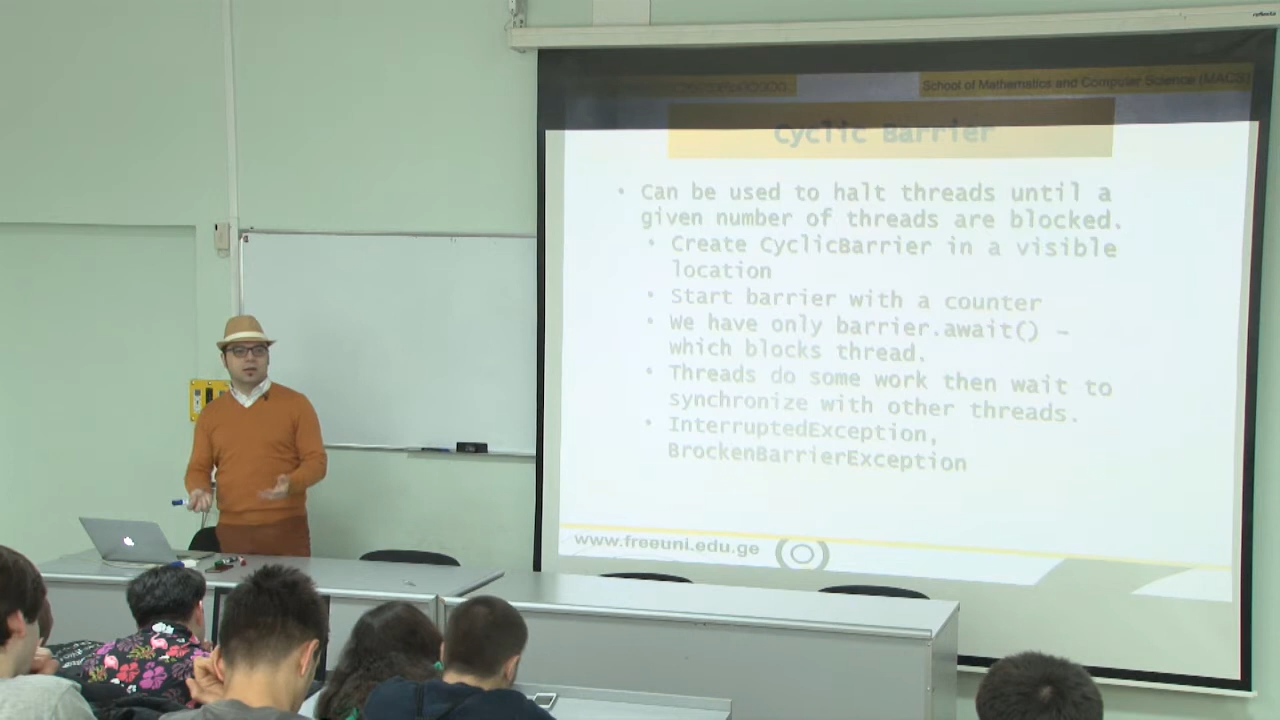 School of Mathematics and Computer Science (MACS)
Cyclic Barrier
• Can be used to halt threads until a
given number of threads are blocked.
• Create CyclicBarrier in a visible
location
• Start barrier with a counter
• We have only barrier.await() –
which blocks thread.
• Threads do some work then wait to
synchronize with other threads.
• InterruptedException,
BrockenBarrierException
www.freeuni.edu.ge